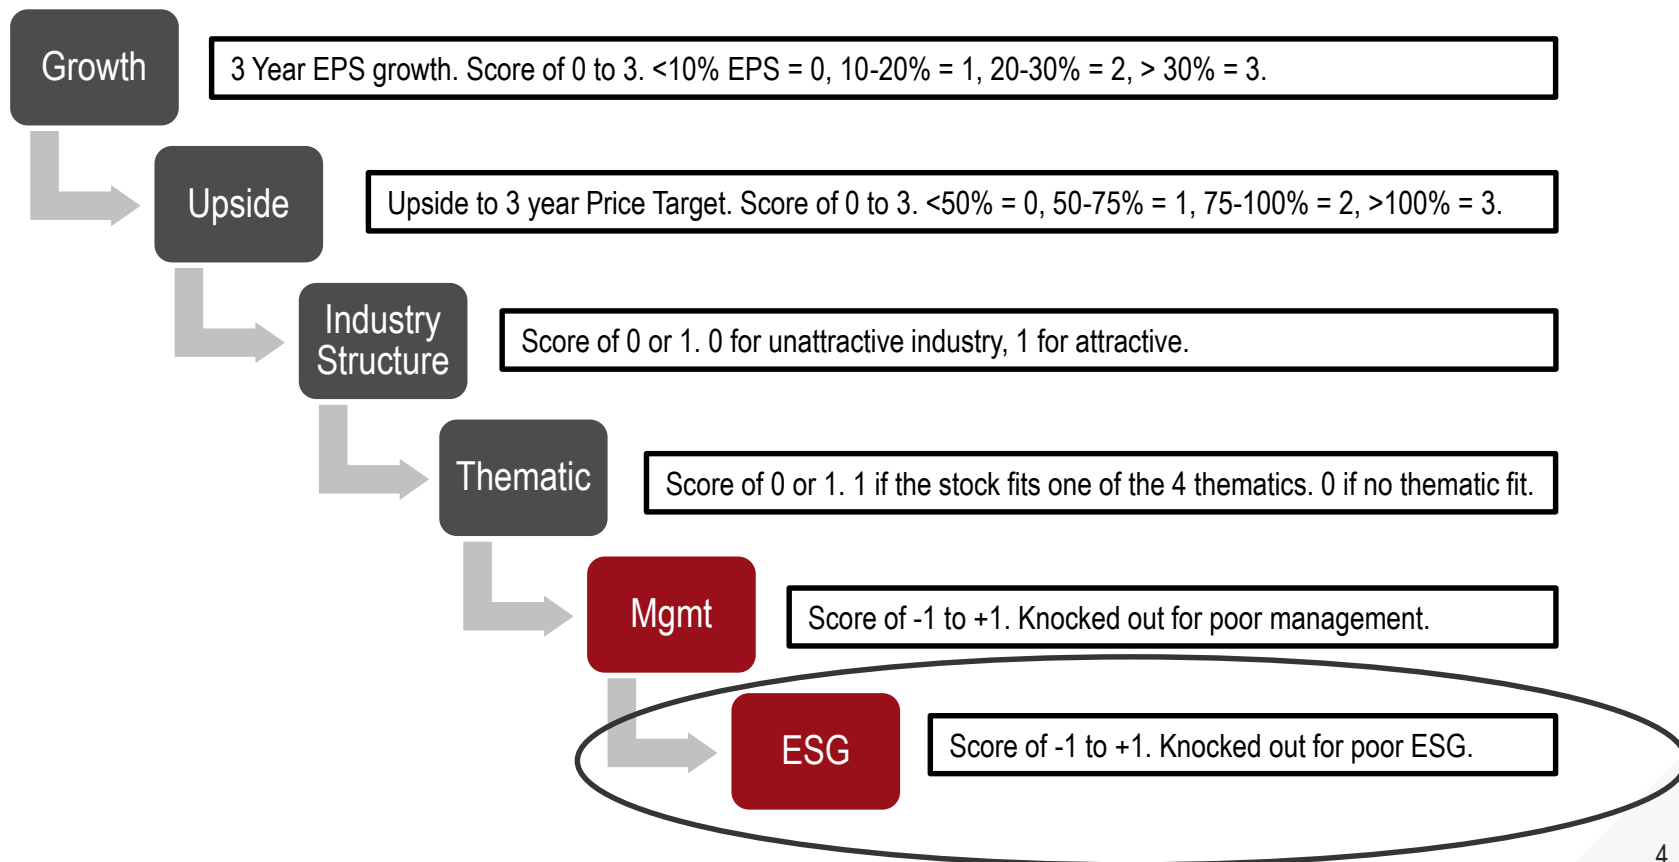 Growth
3 Year EPS growth. Score of 0 to 3. <10% EPS = 0, 10-20% = 1, 20-30% = 2, > 30% = 3.
Upside
Upside to 3 year Price Target. Score of 0 to 3. <50% = 0, 50-75% = 1, 75-100% = 2, >100% = 3.
Industry
Structure
Score of 0 or 1. 0 for unattractive industry, 1 for attractive.
Thematic
Score of 0 or 1. 1 if the stock fits one of the 4 thematics. 0 if no thematic fit.
Mgmt
Score of -1 to +1. Knocked out for poor management.
ESG
Score of -1 to +1. Knocked out for poor ESG.
4